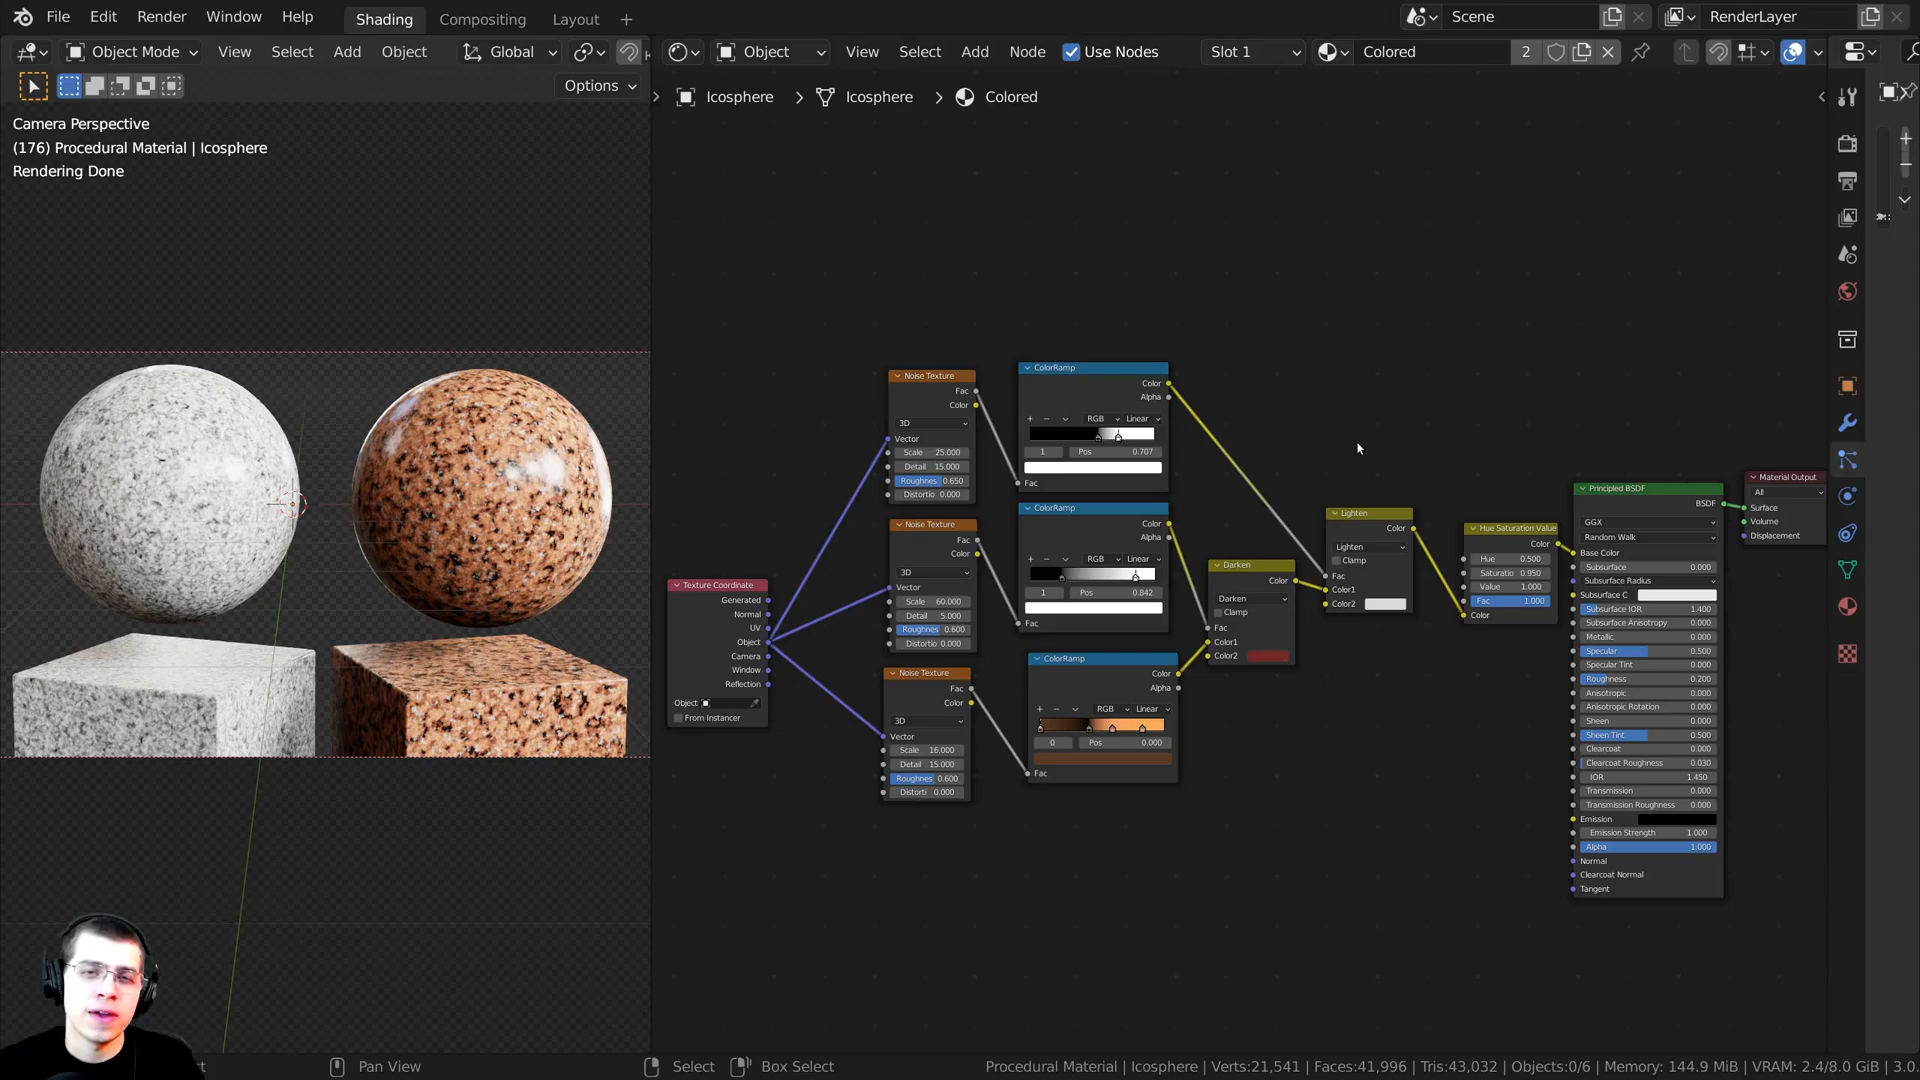 File Edit Render Window Help Shading Compositing Layout + Scene RenderLayer
Object Mode View Select Add Object Global Object View Select Add Node Use Nodes Slot 1 Colored 2
Options
Icosphere > Icosphere > Colored
Camera Perspective
(176) Procedural Material | Icosphere
Rendering Done
Texture Coordinate
Generated
Normal
UV
Object
Camera
Window
Reflection
Object
From Instancer
Noise Texture
Fac
Color
3D
Vector
Scale 25.000
Detail 15.000
Roughnes 0.650
Distortio 0.000
Noise Texture
Fac
Color
3D
Vector
Scale 60.000
Detail 5.000
Roughnes 0.600
Distortio 0.000
Noise Texture
Fac
Color
3D
Vector
Scale 16.000
Detail 15.000
Roughnes 0.600
Distorti 0.000
ColorRamp
Color
Alpha
+ − RGB Linear
1 Pos 0.707
Fac
ColorRamp
Color
Alpha
+ − RGB Linear
1 Pos 0.842
Fac
ColorRamp
Color
Alpha
+ − RGB Linear
0 Pos 0.000
Fac
Darken
Color
Darken
Clamp
Fac
Color1
Color2
Lighten
Color
Lighten
Clamp
Fac
Color1
Color2
Hue Saturation Value
Color
Hue 0.500
Saturatio 0.950
Value 1.000
Fac 1.000
Color
Principled BSDF
BSDF
GGX
Random Walk
Base Color
Subsurface 0.000
Subsurface Radius
Subsurface C
Subsurface IOR 1.400
Subsurface Anisotropy 0.000
Metallic 0.000
Specular 0.500
Specular Tint 0.000
Roughness 0.200
Anisotropic 0.000
Anisotropic Rotation 0.000
Sheen 0.000
Sheen Tint 0.500
Clearcoat 0.000
Clearcoat Roughness 0.030
IOR 1.450
Transmission 0.000
Transmission Roughness 0.000
Emission
Emission Strength 1.000
Alpha 1.000
Normal
Clearcoat Normal
Tangent
Material Output
All
Surface
Volume
Displacement
Pan View Select Box Select Procedural Material | Icosphere | Verts:21,541 | Faces:41,996 | Tris:43,032 | Objects:0/6 | Memory: 144.9 MiB | VRAM: 2.4/8.0 GiB | 3.0.